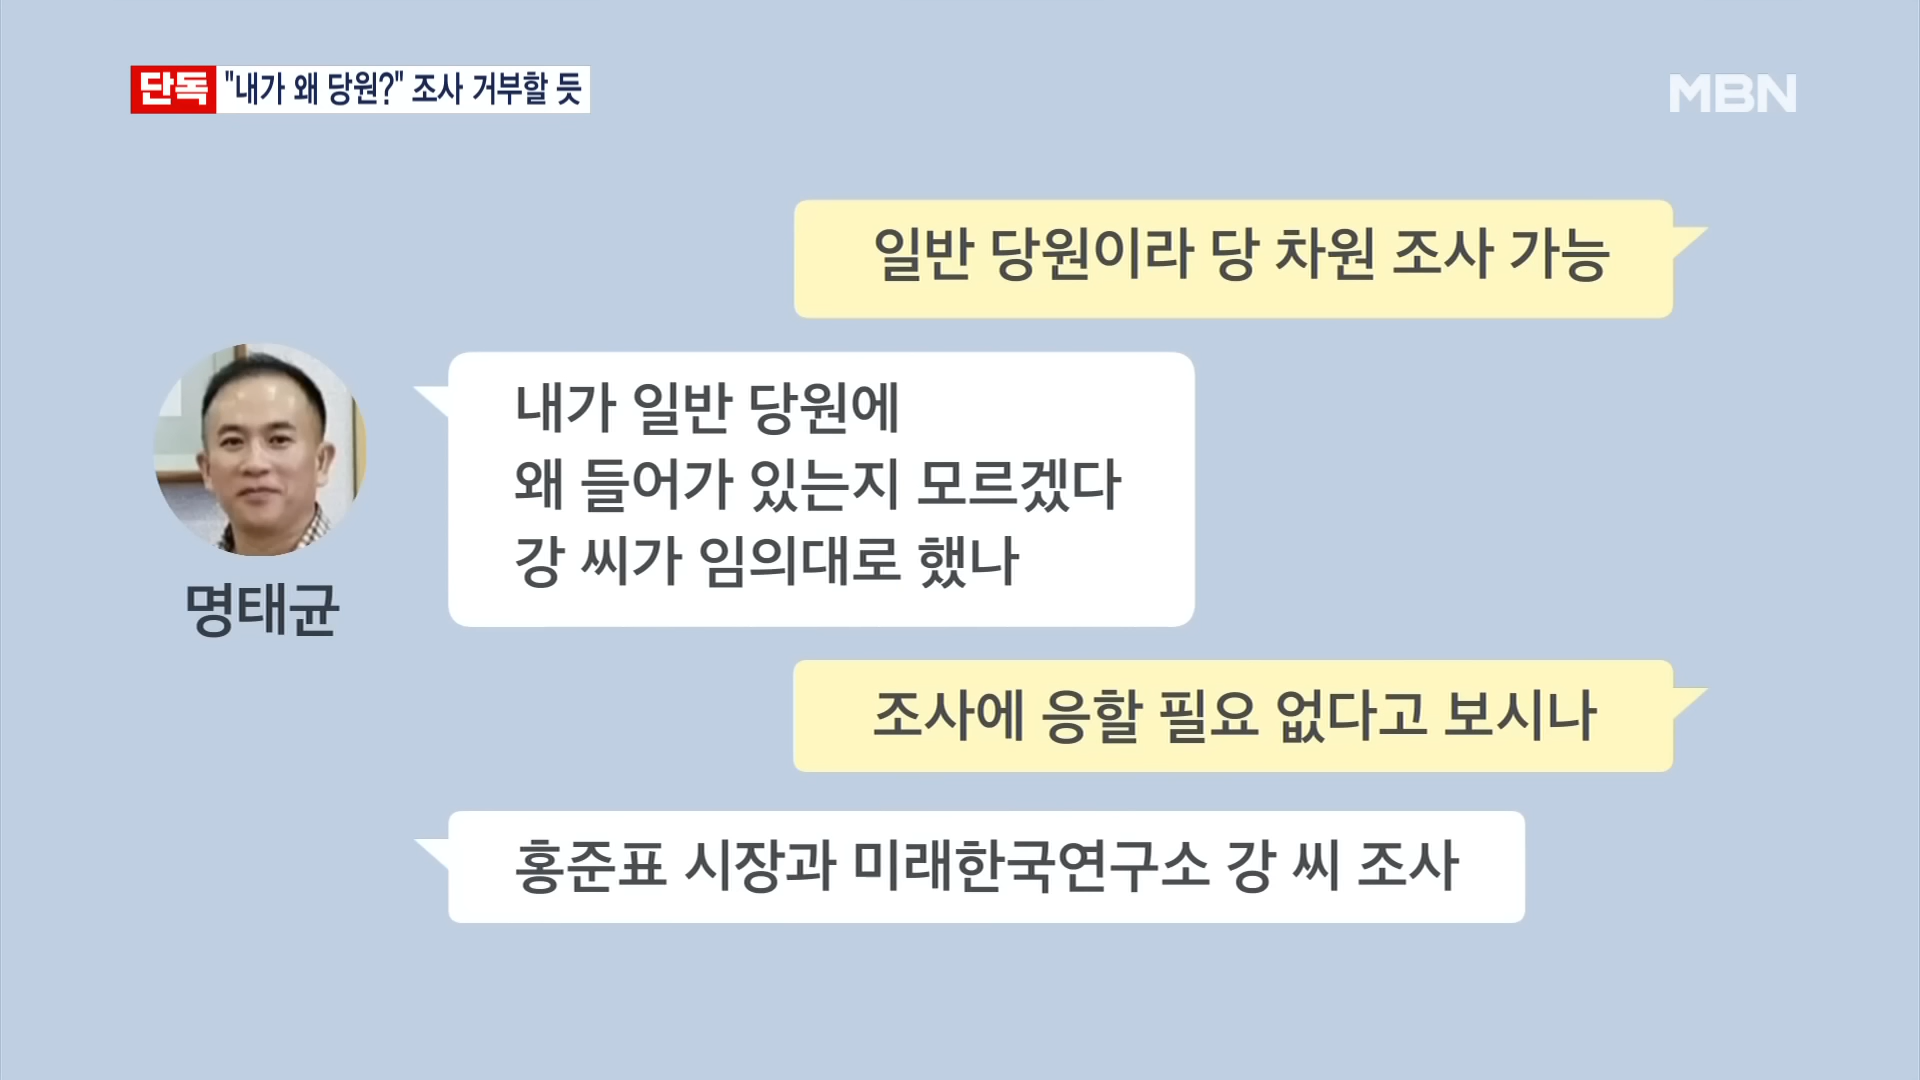 단독 "내가 왜 당원?" 조사 거부할 듯
MBN
일반 당원이라 당 차원 조사 가능
내가 일반 당원에
왜 들어가 있는지 모르겠다
강 씨가 임의대로 했나
명태균
조사에 응할 필요 없다고 보시나
홍준표 시장과 미래한국연구소 강 씨 조사